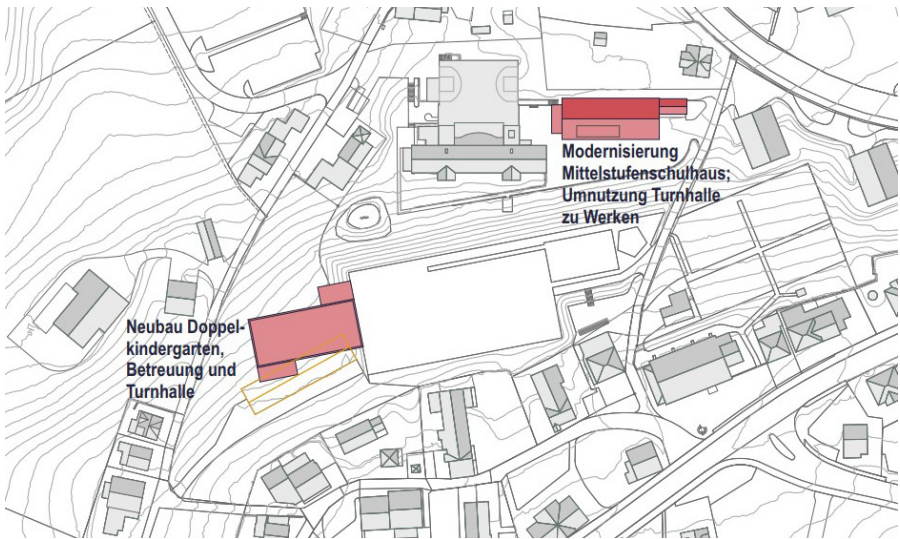 Modernisierung
Mittelstufenschulhaus;
Umnutzung Turnhalle
zu Werken
Neubau Doppel-
kindergarten,
Betreuung und
Turnhalle